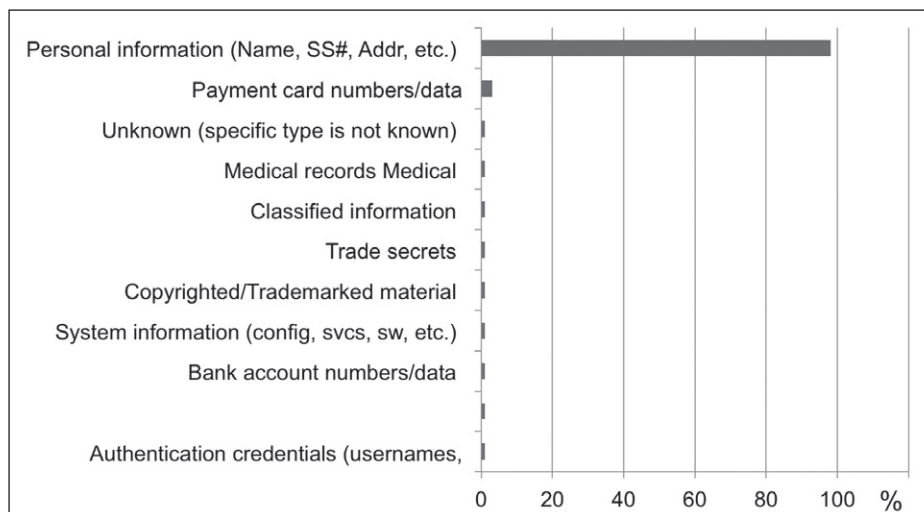 Personal information (Name, SS#, Addr, etc.)
Payment card numbers/data
Unknown (specific type is not known)
Medical records Medical
Classified information
Trade secrets
Copyrighted/Trademarked material
System information (config, svcs, sw, etc.)
Bank account numbers/data
Authentication credentials (usernames,
0 20 40 60 80 100 %